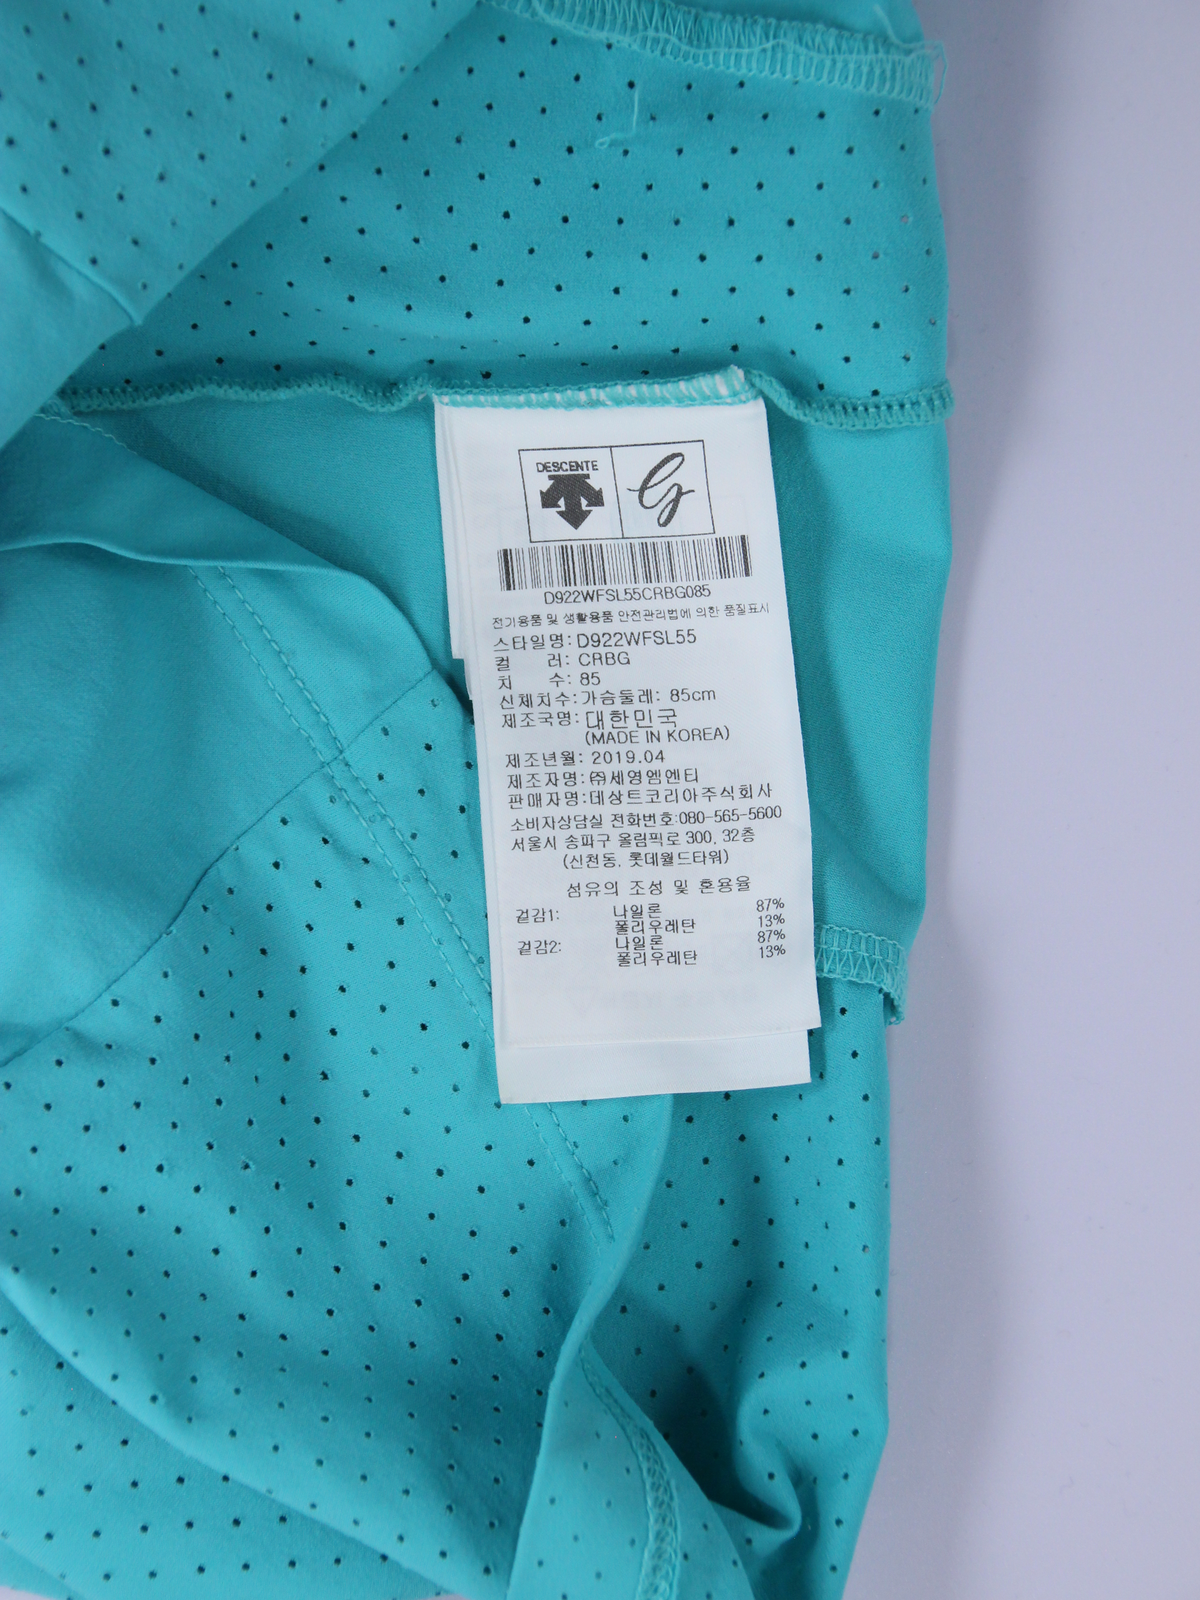 DESCENTE G
D922WFSL55CRBG085
전기용품 및 생활용품 안전관리법에 의한 품질표시
스타일명: D922WFSL55
컬 러: CRBG
치 수: 85
신체치수: 가슴둘레: 85cm
제조국명: 대한민국
(MADE IN KOREA)
제조년월: 2019.04
제조자명: ㈜세영엠엔티
판매자명: 데상트코리아주식회사
소비자상담실 전화번호:080-565-5600
서울시 송파구 올림픽로 300, 32층
(신천동, 롯데월드타워)
섬유의 조성 및 혼용율
겉감1: 나일론 87%
폴리우레탄 13%
겉감2: 나일론 87%
폴리우레탄 13%